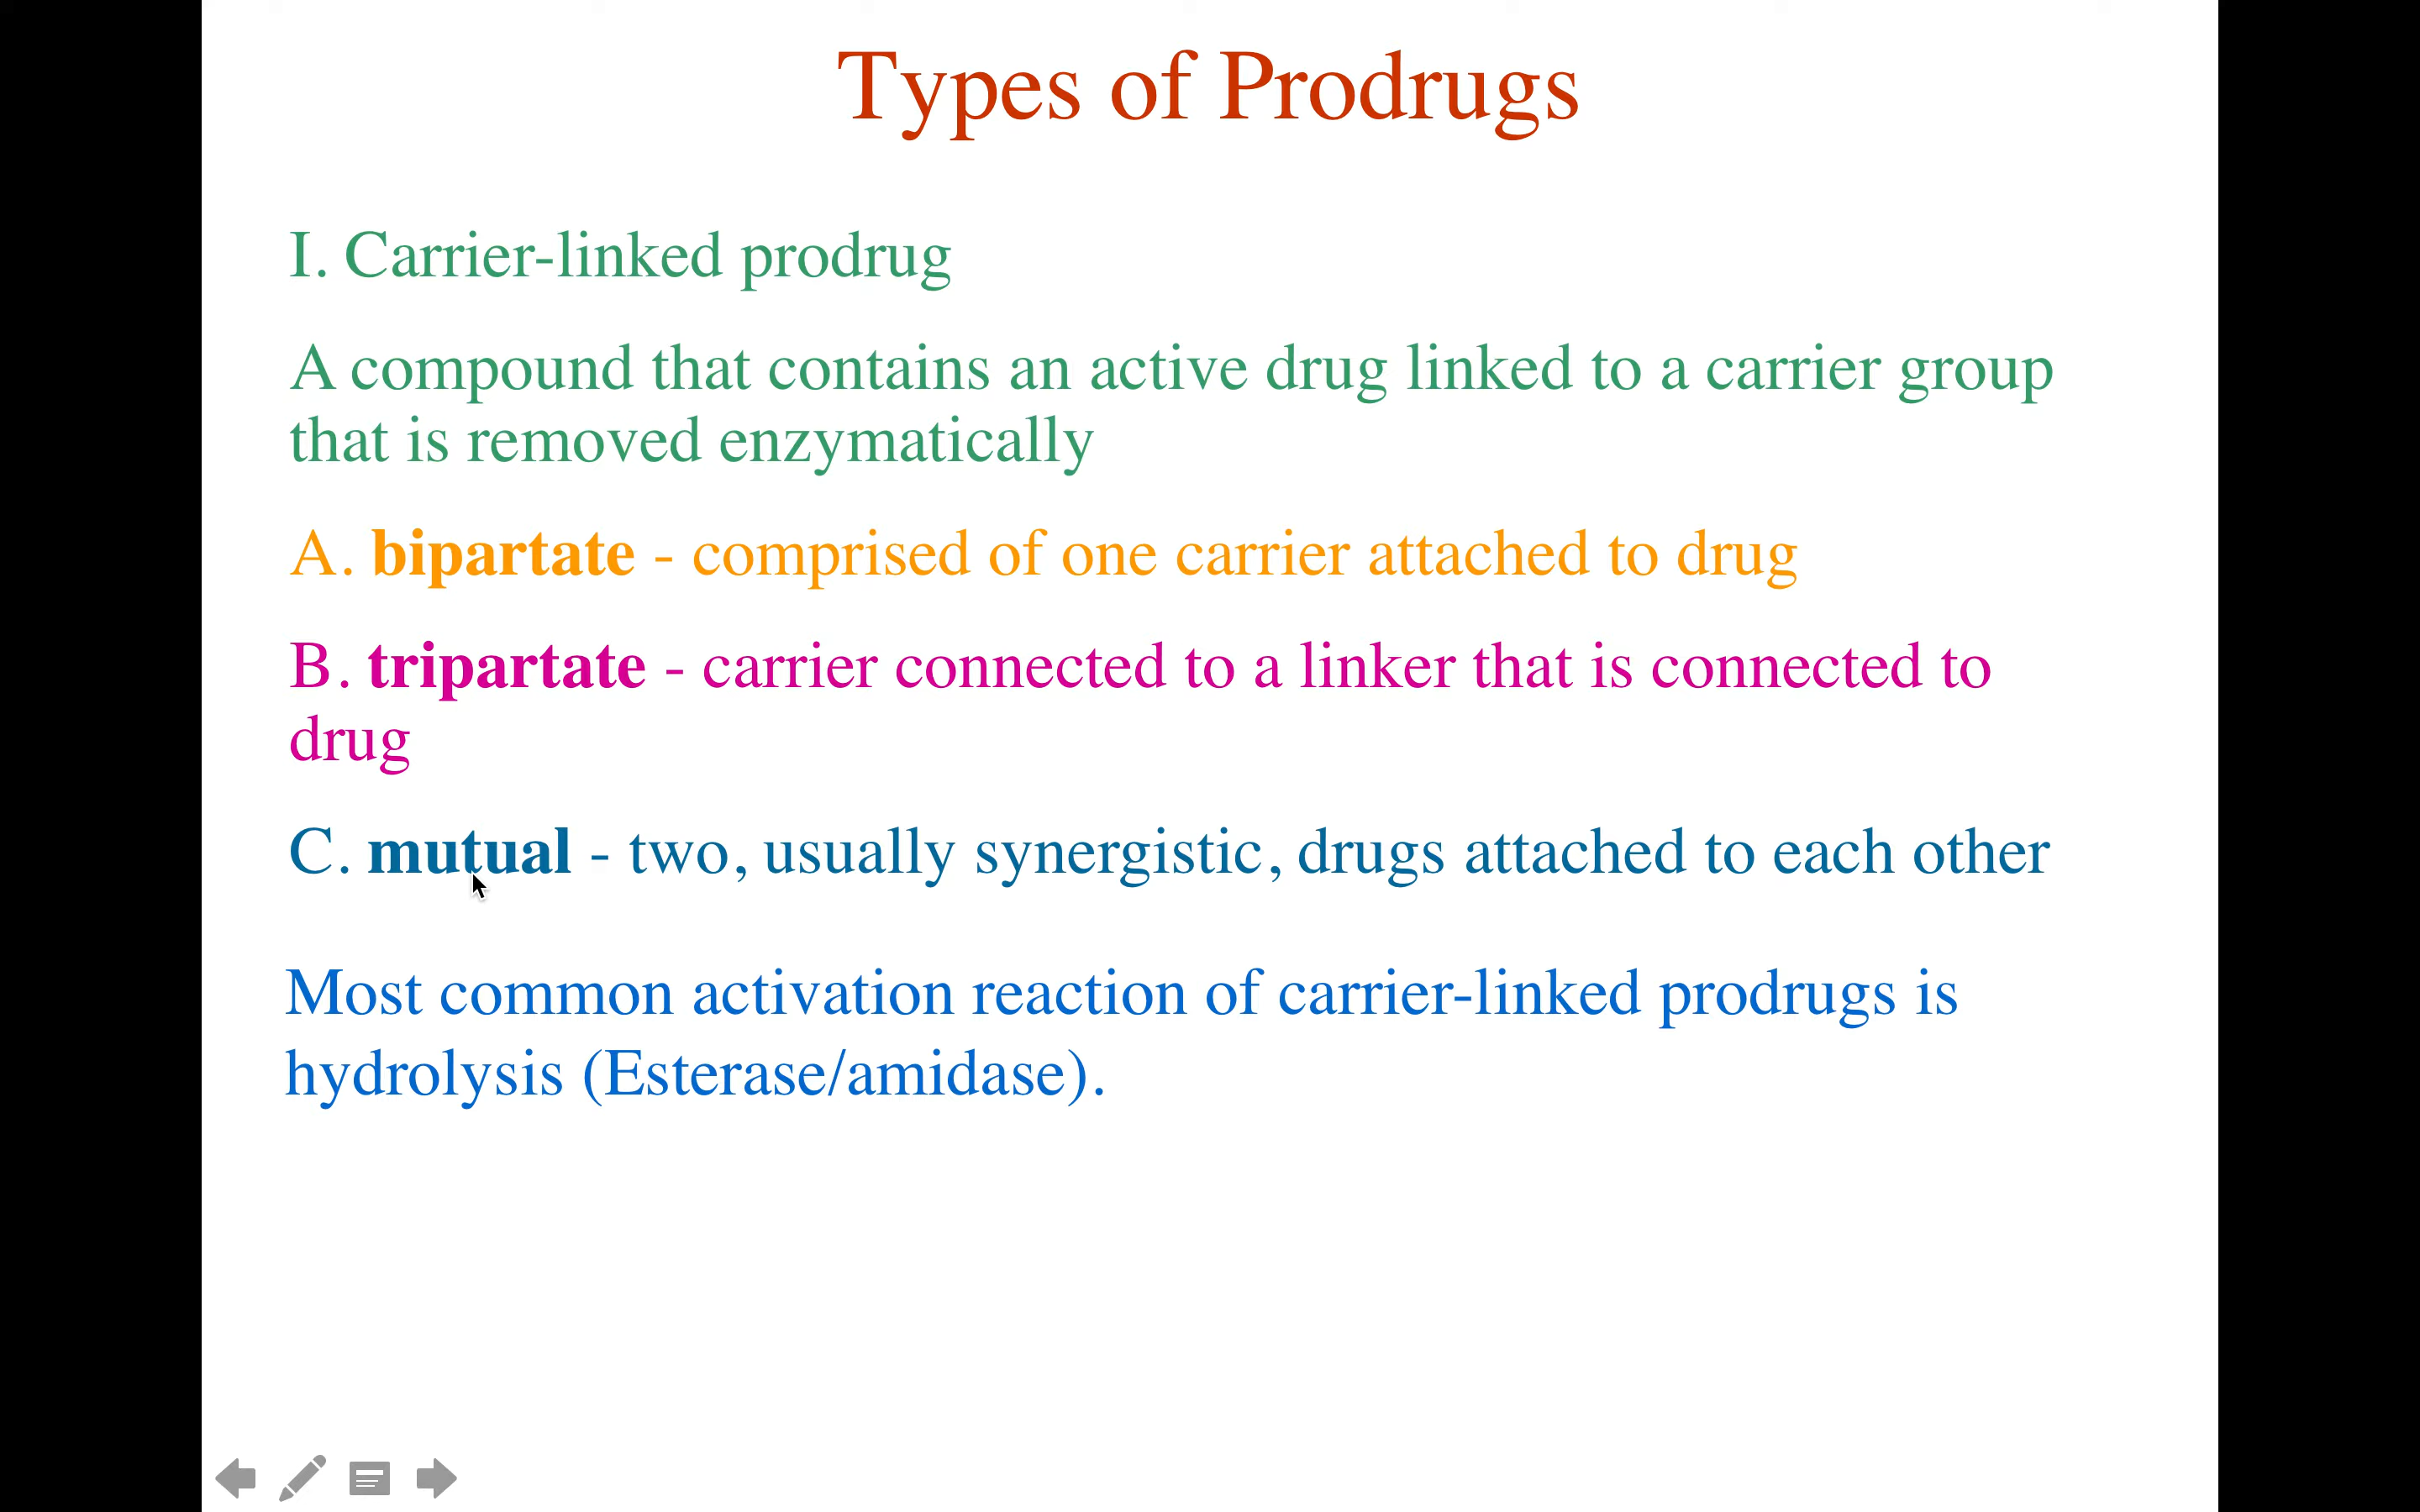 Types of Prodrugs
I. Carrier-linked prodrug
A compound that contains an active drug linked to a carrier group
that is removed enzymatically
A. bipartate - comprised of one carrier attached to drug
B. tripartate - carrier connected to a linker that is connected to
drug
C. mutual - two, usually synergistic, drugs attached to each other
Most common activation reaction of carrier-linked prodrugs is
hydrolysis (Esterase/amidase).